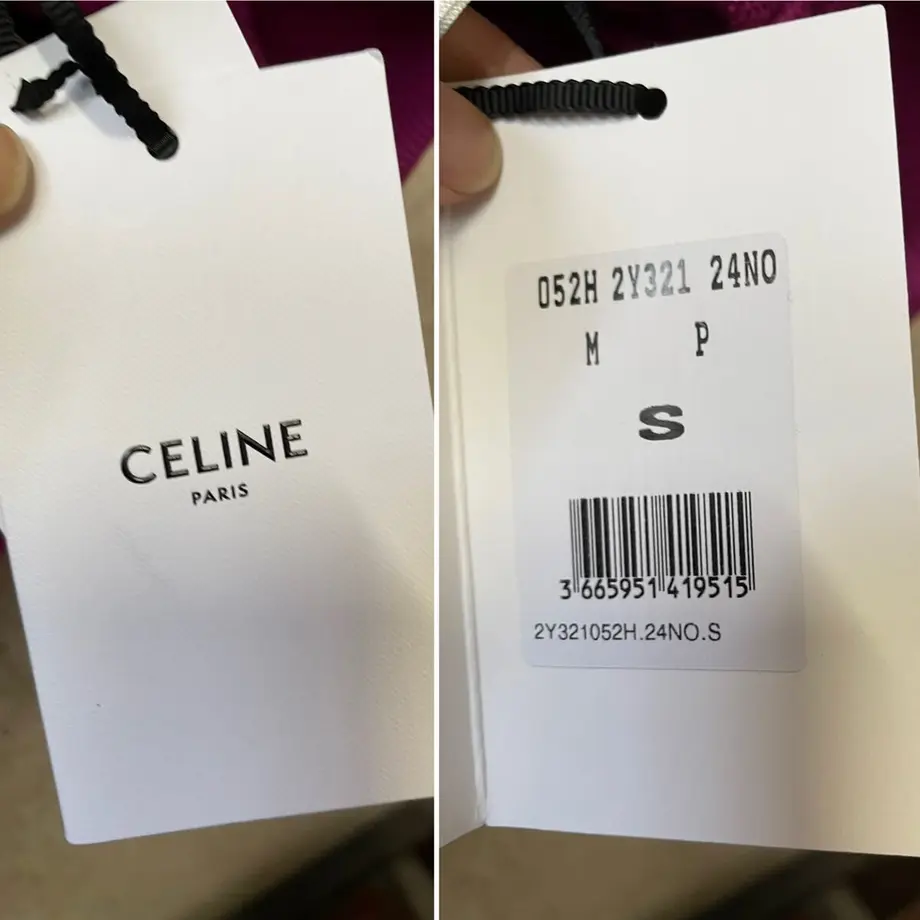 CELINE
PARIS
052H 2Y321 24NO
M P
S
3 665951 419515
2Y321052H.24NO.S